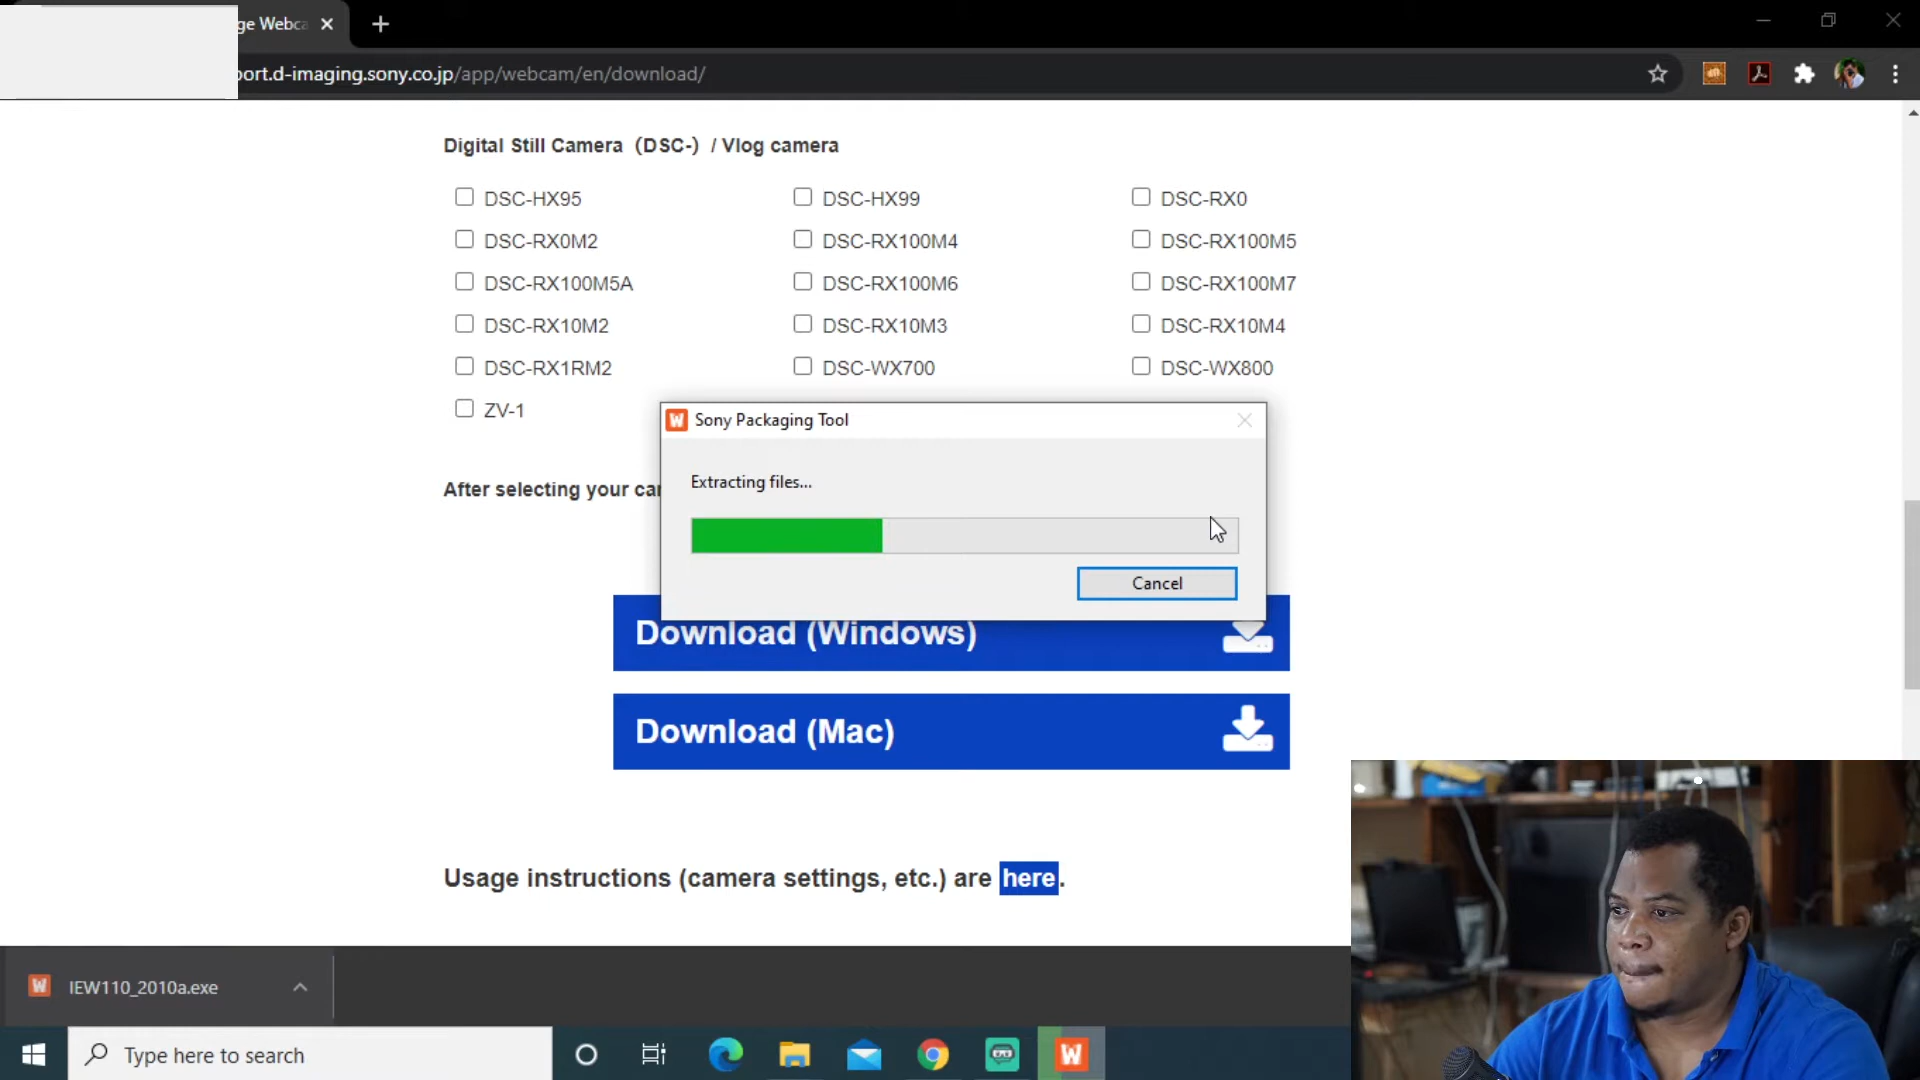 ge Webca
port.d-imaging.sony.co.jp/app/webcam/en/download/
Digital Still Camera（DSC-）/ Vlog camera
DSC-HX95 DSC-HX99 DSC-RX0
DSC-RX0M2 DSC-RX100M4 DSC-RX100M5
DSC-RX100M5A DSC-RX100M6 DSC-RX100M7
DSC-RX10M2 DSC-RX10M3 DSC-RX10M4
DSC-RX1RM2 DSC-WX700 DSC-WX800
ZV-1
Sony Packaging Tool
Extracting files...
After selecting your ca
Cancel
Download (Windows)
Download (Mac)
Usage instructions (camera settings, etc.) are here.
IEW110_2010a.exe
Type here to search